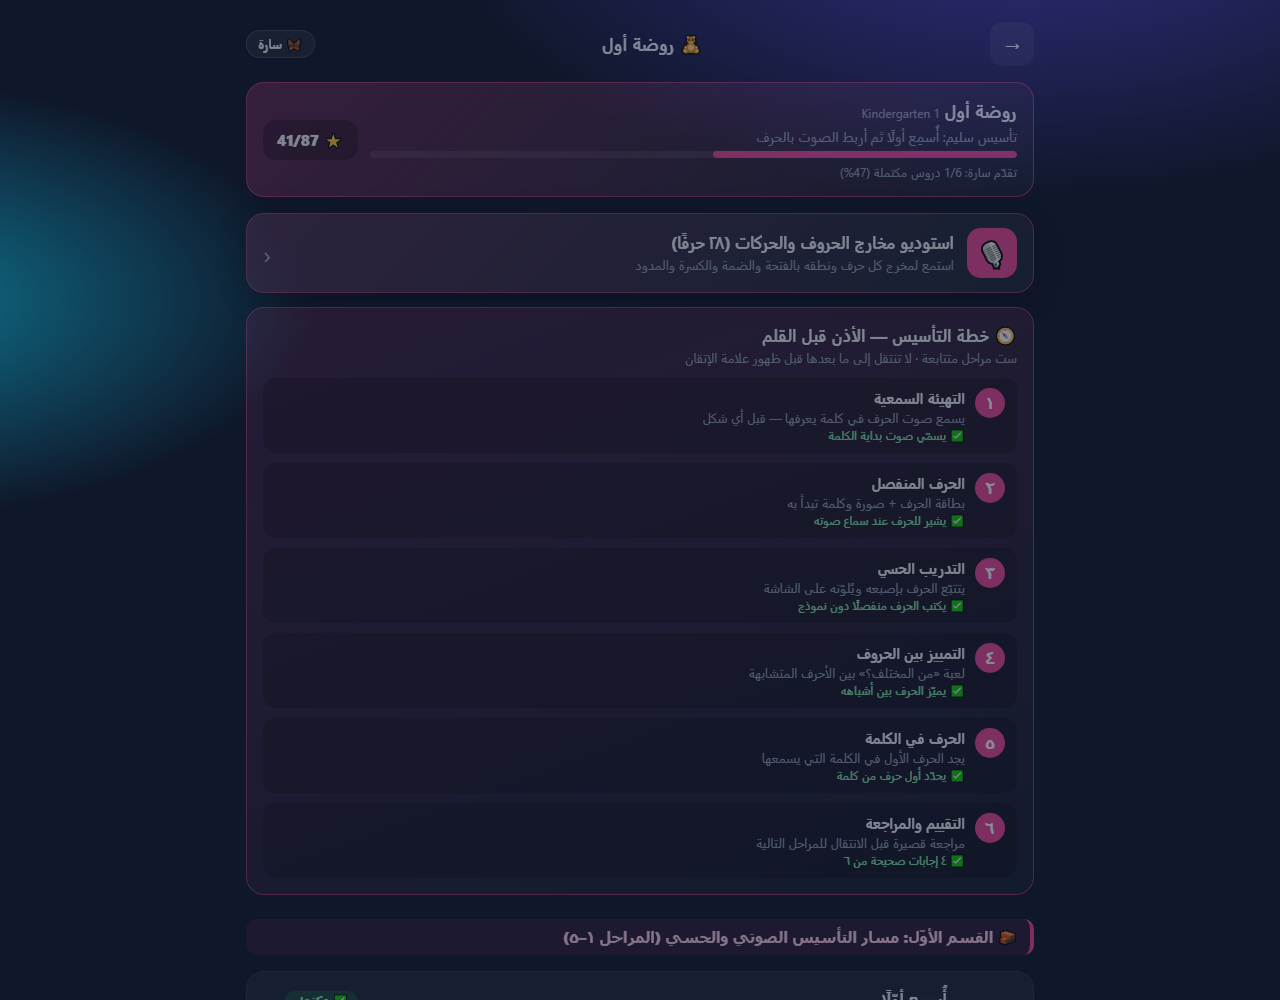 →
🧸 روضة أول
🦋 سارة
روضة أول Kindergarten 1
تأسيس سليم: أُسمِع أولًا ثم أربط الصوت بالحرف
⭐ 41/87
تقدّم سارة: 1/6 دروس مكتملة (47%)
استوديو مخارج الحروف والحركات (٢٨ حرفًا)
استمع لمخرج كل حرف ونطقه بالفتحة والضمة والكسرة والمدود
‹
🧭 خطة التأسيس — الأذن قبل القلم
ست مراحل متتابعة · لا تنتقل إلى ما بعدها قبل ظهور علامة الإتقان
١
التهيئة السمعية
يسمع صوت الحرف في كلمة يعرفها — قبل أي شكل
✅ يسمّي صوت بداية الكلمة
٢
الحرف المنفصل
بطاقة الحرف + صورة وكلمة تبدأ به
✅ يشير للحرف عند سماع صوته
٣
التدريب الحسي
يتتبّع الحرف بإصبعه ويُلوّنه على الشاشة
✅ يكتب الحرف منفصلًا دون نموذج
٤
التمييز بين الحروف
لعبة «من المختلف؟» بين الأحرف المتشابهة
✅ يميّز الحرف بين أشباهه
٥
الحرف في الكلمة
يجد الحرف الأول في الكلمة التي يسمعها
✅ يحدّد أول حرف من كلمة
٦
التقييم والمراجعة
مراجعة قصيرة قبل الانتقال للمراحل التالية
✅ ٤ إجابات صحيحة من ٦
🧱 القسم الأوّل: مسار التأسيس الصوتي والحسي (المراحل ١–٥)